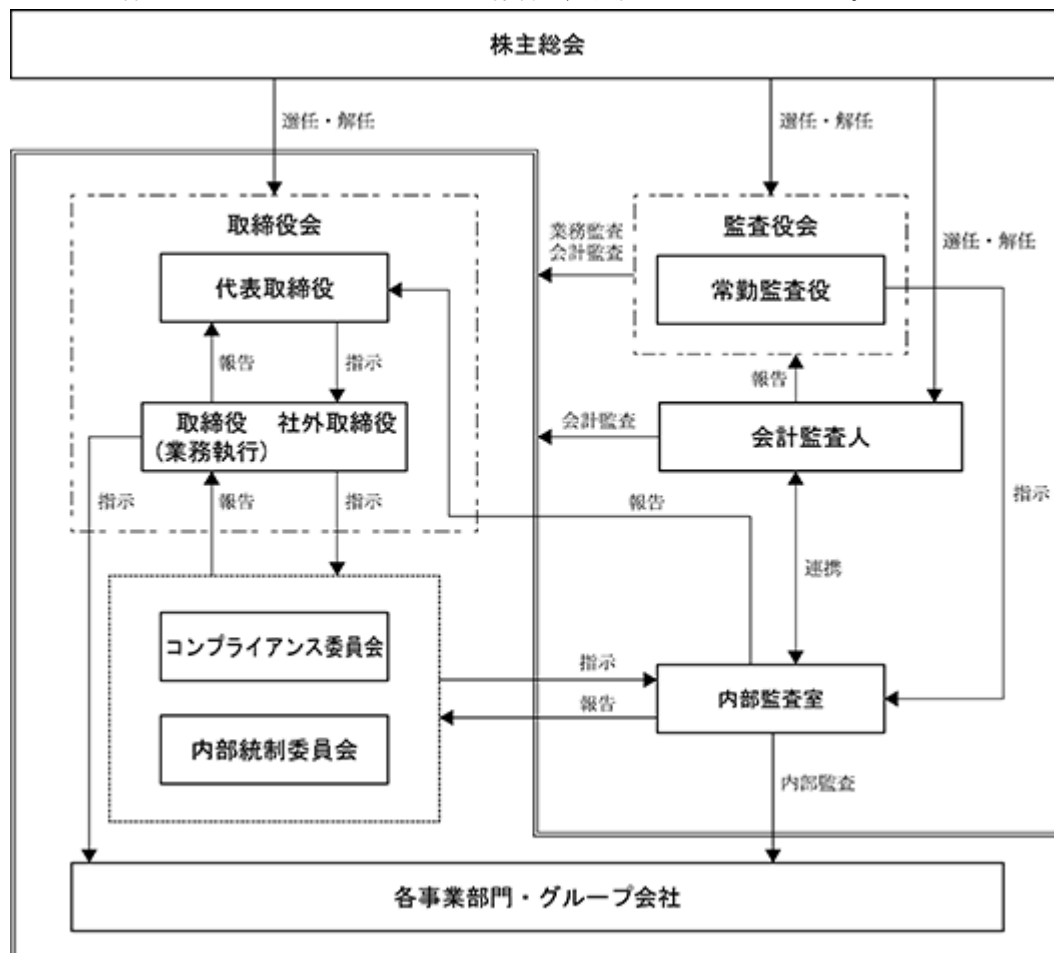 株主総会
選任・解任
選任・解任
選任・解任
取締役会
代表取締役
報告
指示
取締役 社外取締役
(業務執行)
指示
報告
指示
業務監査
会計監査
監査役会
常勤監査役
報告
会計監査
会計監査人
報告
連携
指示
コンプライアンス委員会
内部統制委員会
指示
報告
内部監査室
内部監査
各事業部門・グループ会社